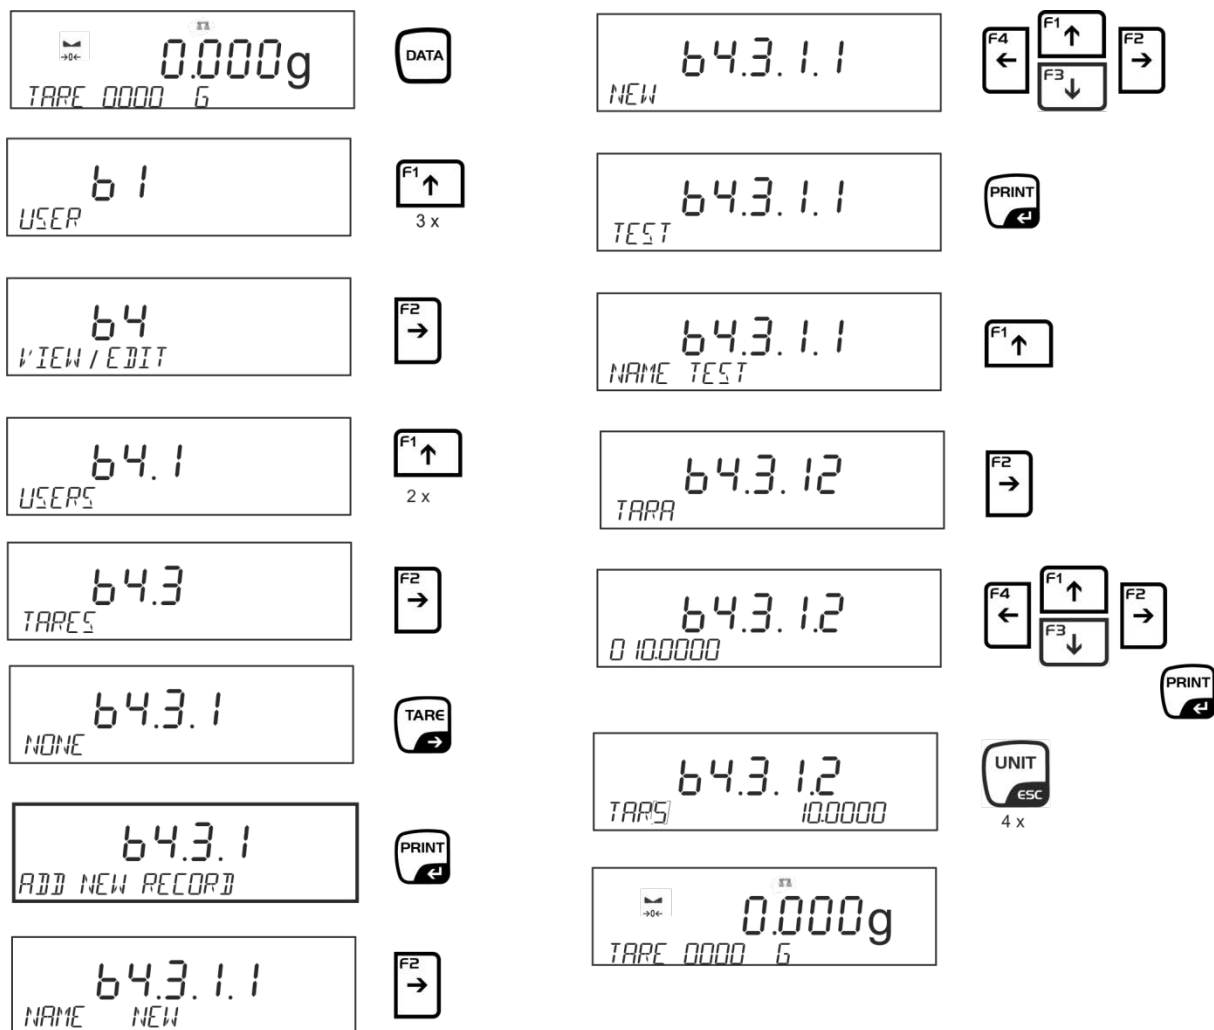 →0←
0.000g
TARE 0000 G
DATA
b1
USER
F1
3 x
b4
VIEW/EDIT
F2
b4.1
USERS
F1
2 x
b4.3
TARES
F2
b4.3.1
NONE
TARE
b4.3.1
ADD NEW RECORD
PRINT
b4.3.1.1
NAME NEW
F2
b4.3.1.1
NEW
F4 F1 F2
F3
b4.3.1.1
TEST
PRINT
b4.3.1.1
NAME TEST
F1
b4.3.12
TARA
F2
b4.3.1.2
010.0000
F4 F1 F2
F3
PRINT
b4.3.1.2
TARS 10.0000
UNIT
ESC
4 x
→0←
0.000g
TARE 0000 G